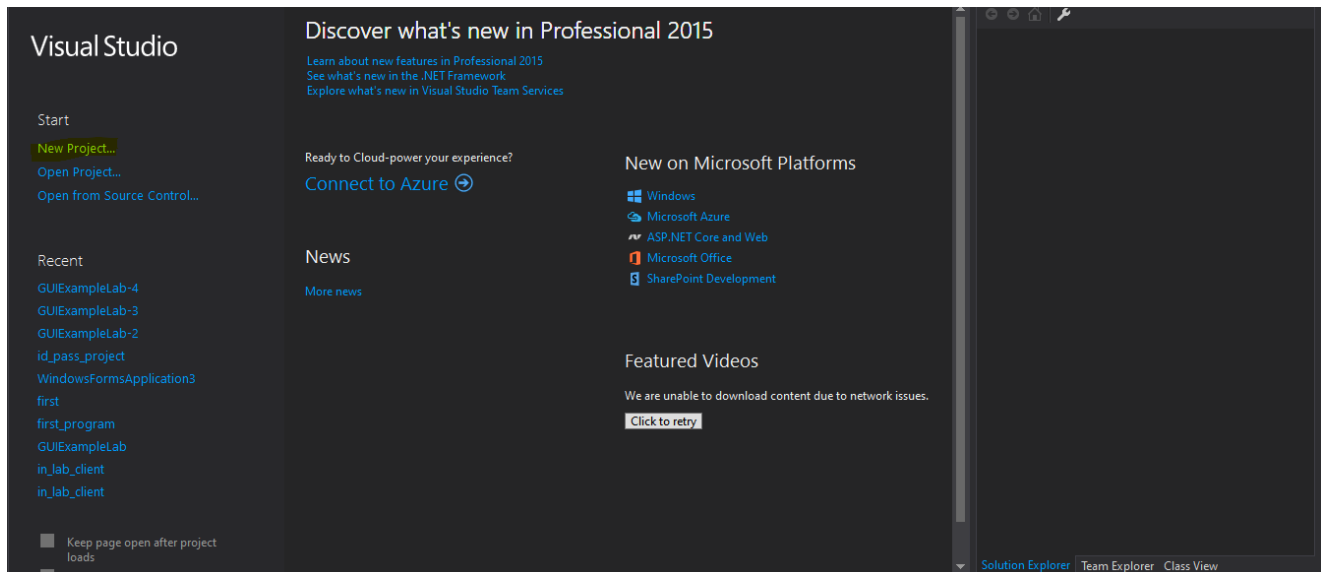 Visual Studio
Start
New Project...
Open Project...
Open from Source Control...
Recent
GUIExampleLab-4
GUIExampleLab-3
GUIExampleLab-2
id_pass_project
WindowsFormsApplication3
first
first_program
GUIExampleLab
in_lab_client
in_lab_client
Keep page open after project
loads
Discover what's new in Professional 2015
Learn about new features in Professional 2015
See what's new in the .NET Framework
Explore what's new in Visual Studio Team Services
Ready to Cloud-power your experience?
Connect to Azure
News
More news
New on Microsoft Platforms
Windows
Microsoft Azure
ASP.NET Core and Web
Microsoft Office
SharePoint Development
Featured Videos
We are unable to download content due to network issues.
Click to retry
Solution Explorer Team Explorer Class View